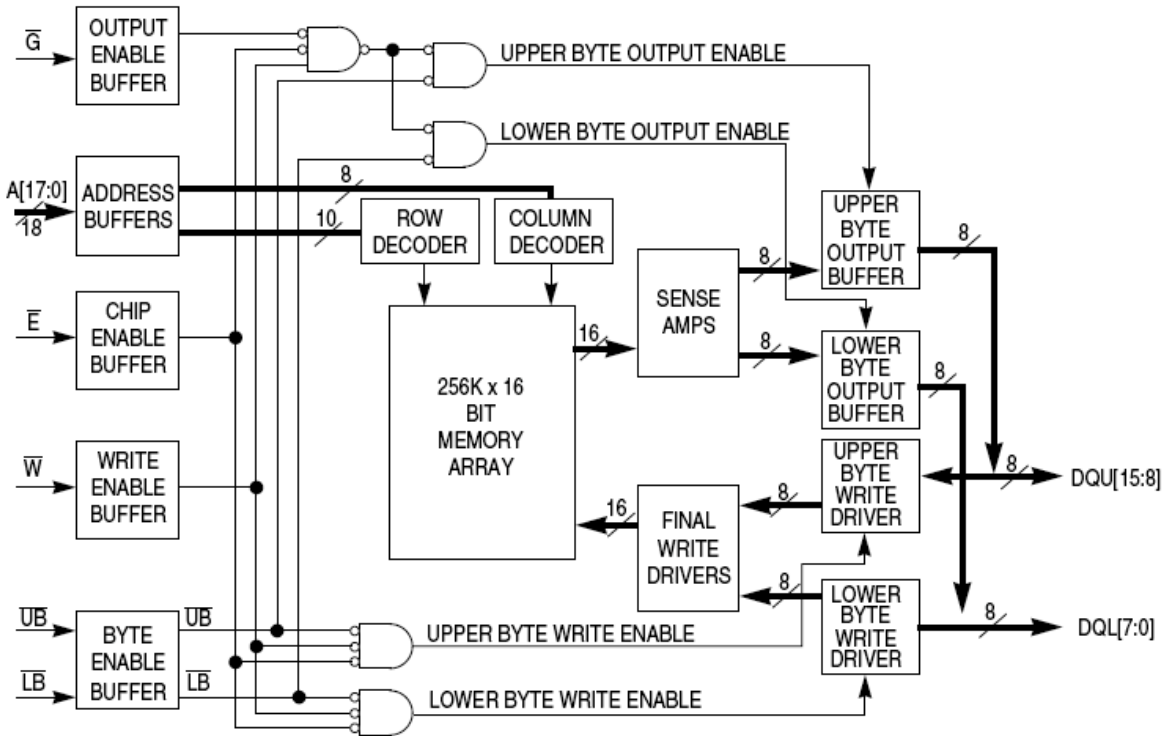 G̅
OUTPUT
ENABLE
BUFFER
UPPER BYTE OUTPUT ENABLE
LOWER BYTE OUTPUT ENABLE
A[17:0]
18
ADDRESS
BUFFERS
8
10
ROW
DECODER
COLUMN
DECODER
E̅
CHIP
ENABLE
BUFFER
256K x 16
BIT
MEMORY
ARRAY
16
SENSE
AMPS
8
8
UPPER
BYTE
OUTPUT
BUFFER
8
LOWER
BYTE
OUTPUT
BUFFER
8
W̅
WRITE
ENABLE
BUFFER
16
FINAL
WRITE
DRIVERS
8
8
UPPER
BYTE
WRITE
DRIVER
8
DQU[15:8]
LOWER
BYTE
WRITE
DRIVER
8
DQL[7:0]
U̅B̅
L̅B̅
BYTE
ENABLE
BUFFER
U̅B̅
L̅B̅
UPPER BYTE WRITE ENABLE
LOWER BYTE WRITE ENABLE